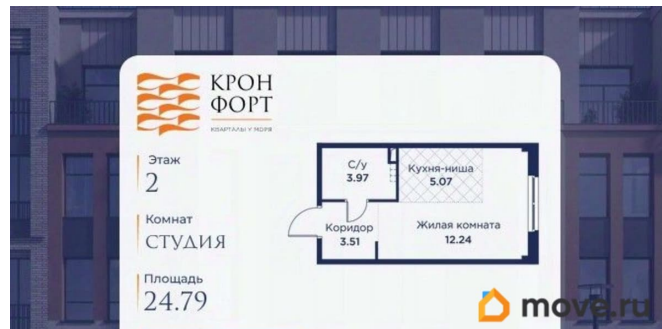 КРОН
ФОРТ
КВАРТАЛЫ У МОРЯ
Этаж
2
Комнат
СТУДИЯ
Площадь
24.79
С/у
3.97
Кухня-ниша
5.07
Коридор
3.51
Жилая комната
12.24
move.ru